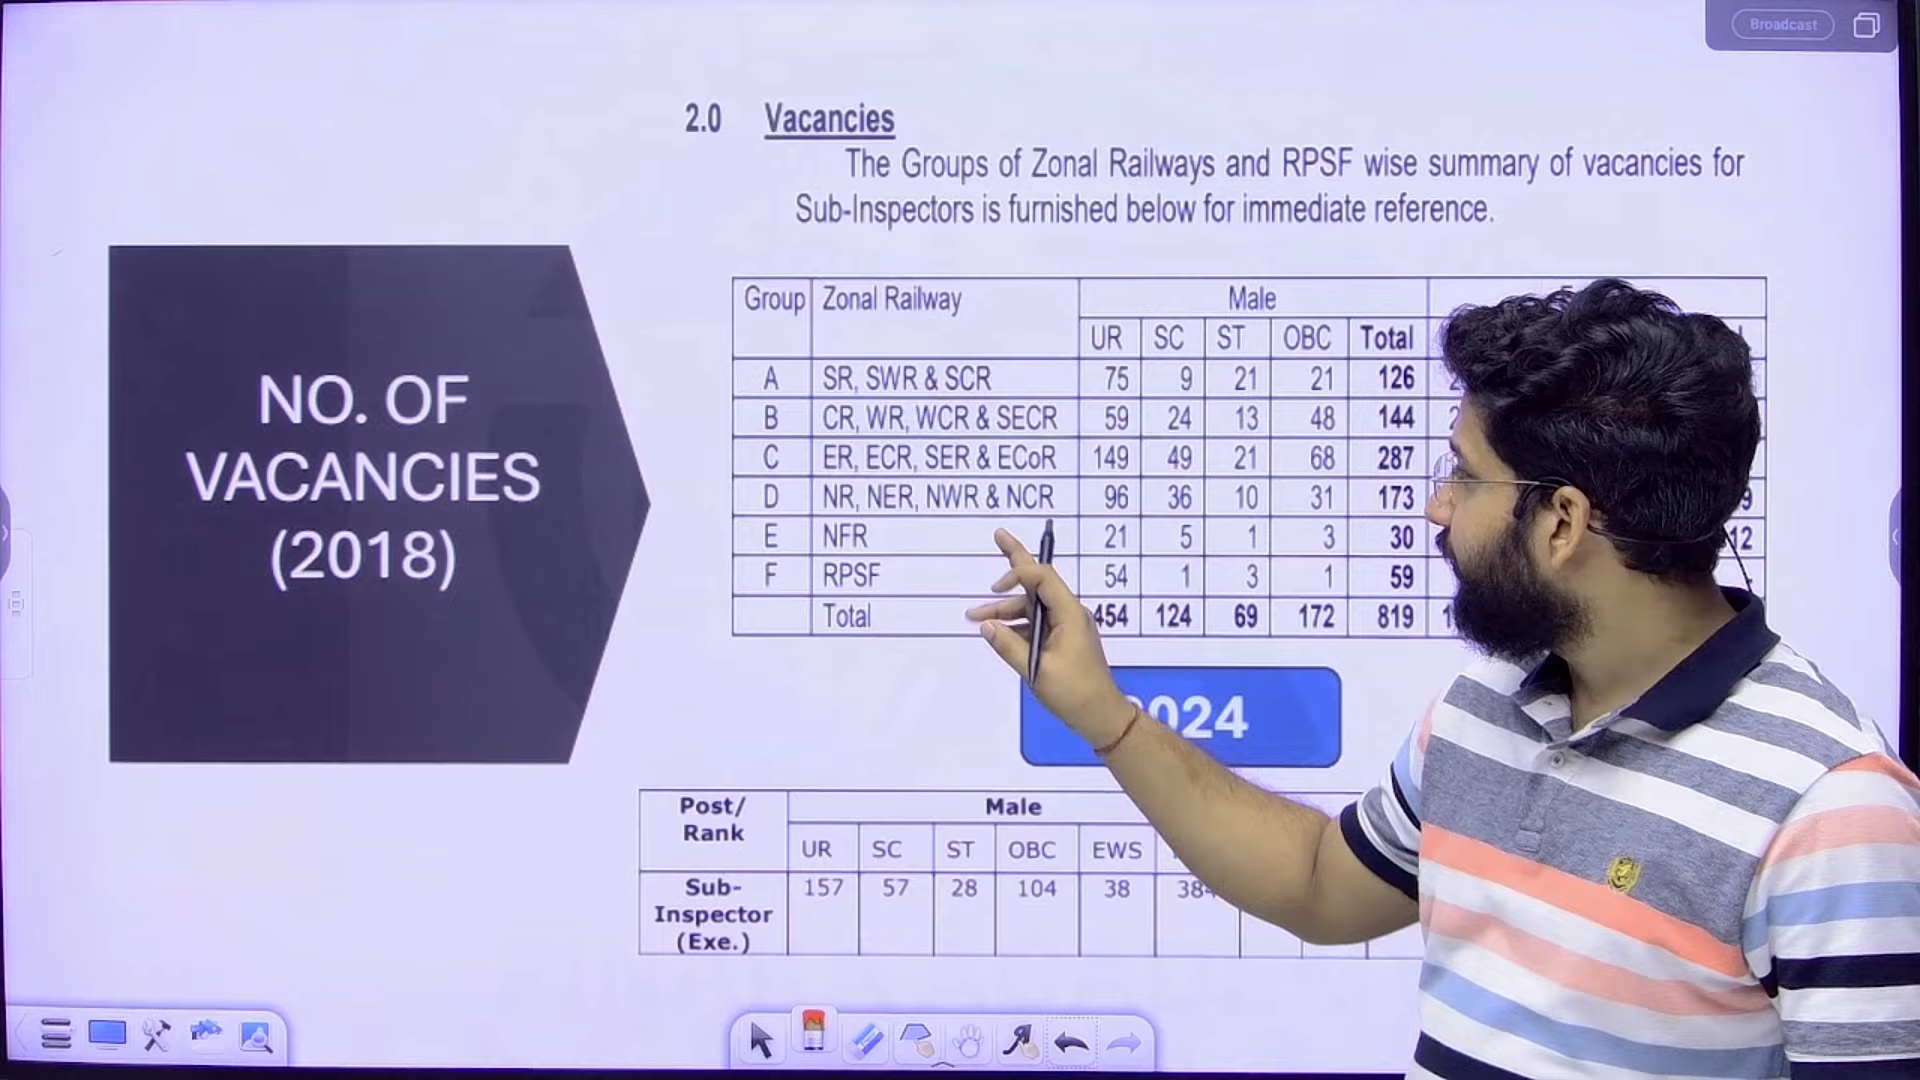 Broadcast
2.0 Vacancies
The Groups of Zonal Railways and RPSF wise summary of vacancies for
Sub-Inspectors is furnished below for immediate reference.
NO. OF
VACANCIES
(2018)
Group Zonal Railway Male
UR SC ST OBC Total
A SR, SWR & SCR 75 9 21 21 126
B CR, WR, WCR & SECR 59 24 13 48 144
C ER, ECR, SER & ECoR 149 49 21 68 287
D NR, NER, NWR & NCR 96 36 10 31 173
E NFR 21 5 1 3 30 12
F RPSF 54 1 3 1 59
Total 454 124 69 172 819
Post/
Rank
Male
UR SC ST OBC EWS
Sub-
Inspector
(Exe.)
157 57 28 104 38